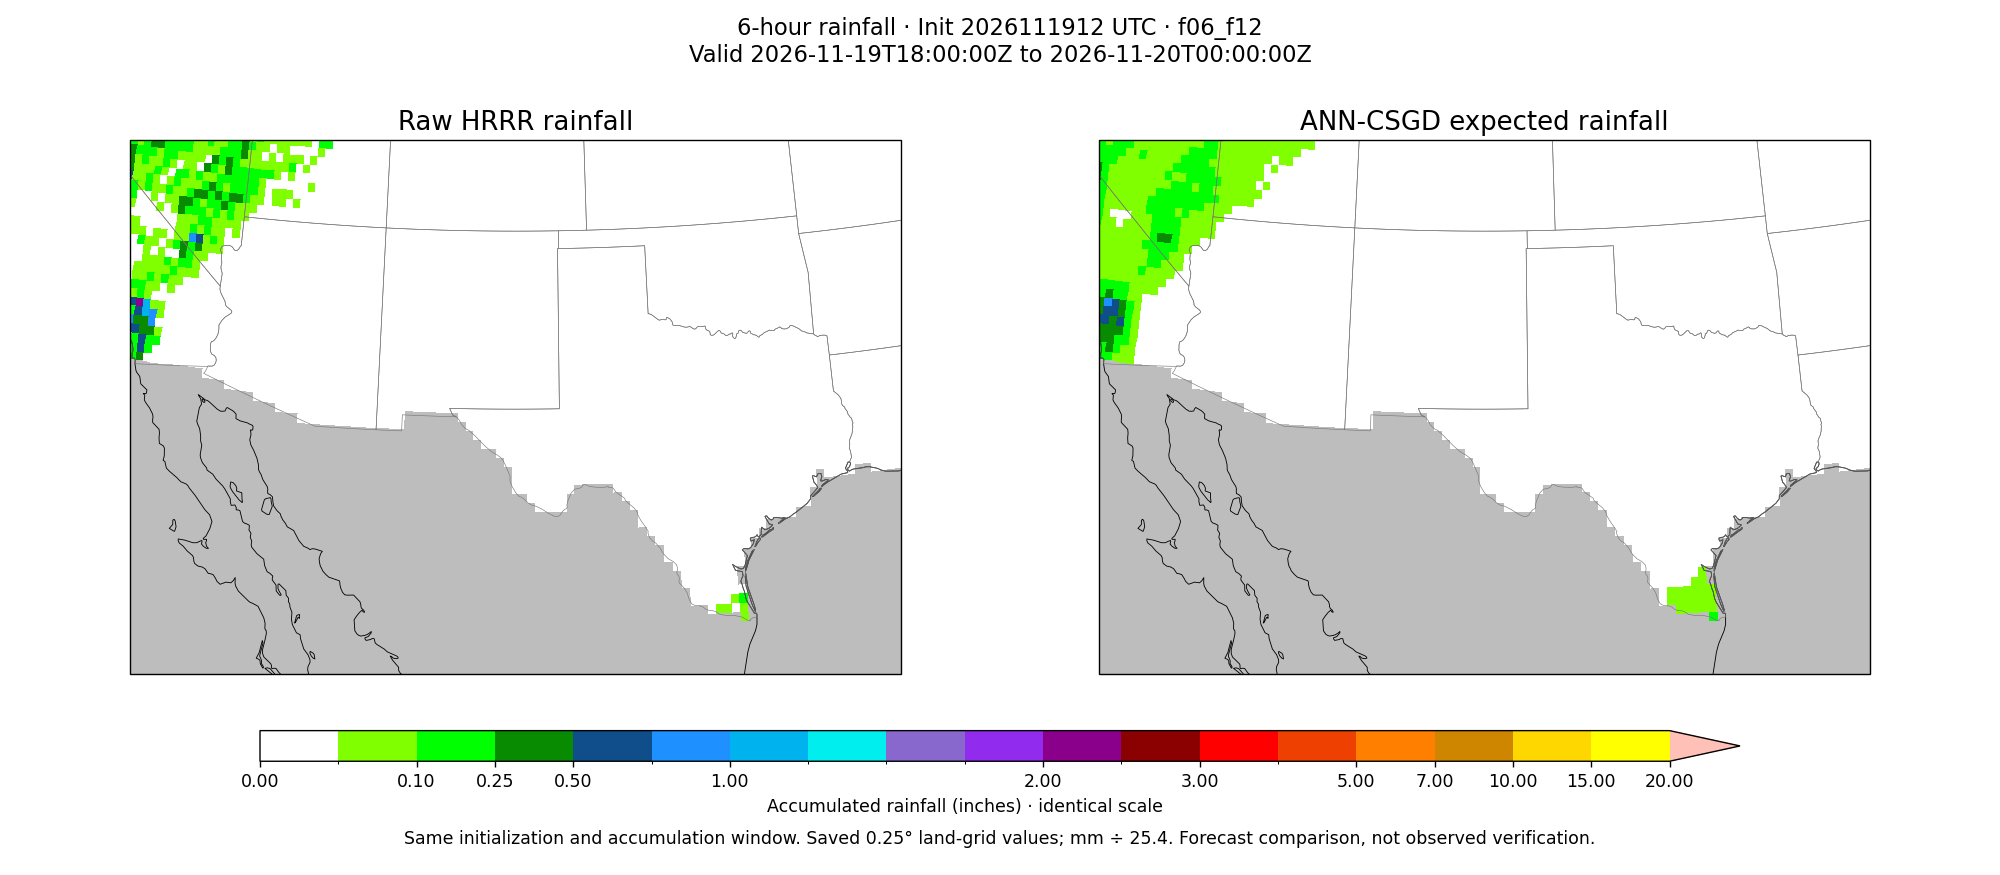 6-hour rainfall · Init 2026111912 UTC · f06_f12
Valid 2026-11-19T18:00:00Z to 2026-11-20T00:00:00Z
Raw HRRR rainfall
ANN-CSGD expected rainfall
0.00 0.10 0.25 0.50 1.00 2.00 3.00 5.00 7.00 10.00 15.00 20.00
Accumulated rainfall (inches) · identical scale
Same initialization and accumulation window. Saved 0.25° land-grid values; mm ÷ 25.4. Forecast comparison, not observed verification.